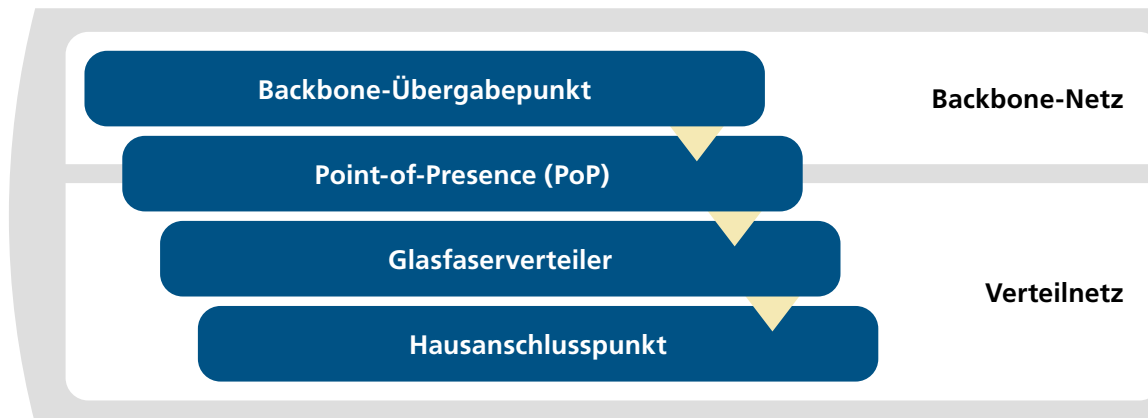 Backbone-Übergabepunkt
Backbone-Netz
Point-of-Presence (PoP)
Glasfaserverteiler
Verteilnetz
Hausanschlusspunkt